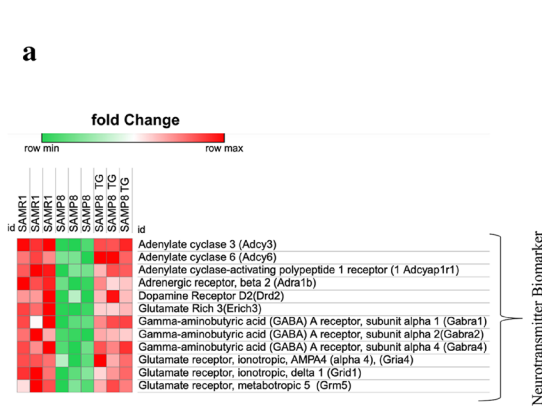 a
fold Change
row min row max
id SAMR1 SAMR1 SAMR1 SAMP8 SAMP8 SAMP8 SAMP8 TG SAMP8 TG SAMP8 TG id
Adenylate cyclase 3 (Adcy3)
Adenylate cyclase 6 (Adcy6)
Adenylate cyclase-activating polypeptide 1 receptor (1 Adcyap1r1)
Adrenergic receptor, beta 2 (Adra1b)
Dopamine Receptor D2(Drd2)
Glutamate Rich 3(Erich3)
Gamma-aminobutyric acid (GABA) A receptor, subunit alpha 1 (Gabra1)
Gamma-aminobutyric acid (GABA) A receptor, subunit alpha 2(Gabra2)
Gamma-aminobutyric acid (GABA) A receptor, subunit alpha 4 (Gabra4)
Glutamate receptor, ionotropic, AMPA4 (alpha 4), (Gria4)
Glutamate receptor, ionotropic, delta 1 (Grid1)
Glutamate receptor, metabotropic 5 (Grm5)
Neurotransmitter Biomarker